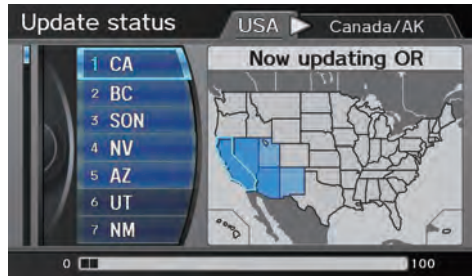 Update status
USA Canada/AK
1 CA
2 BC
3 SON
4 NV
5 AZ
6 UT
7 NM
Now updating OR
0 100